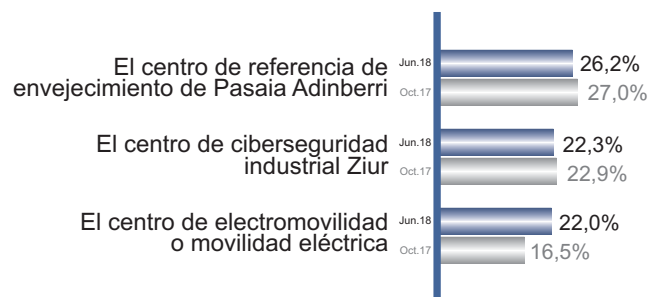 El centro de referencia de
envejecimiento de Pasaia Adinberri
Jun.18
26,2%
Oct.17
27,0%
El centro de ciberseguridad
industrial Ziur
Jun.18
22,3%
Oct.17
22,9%
El centro de electromovilidad
o movilidad eléctrica
Jun.18
22,0%
Oct.17
16,5%